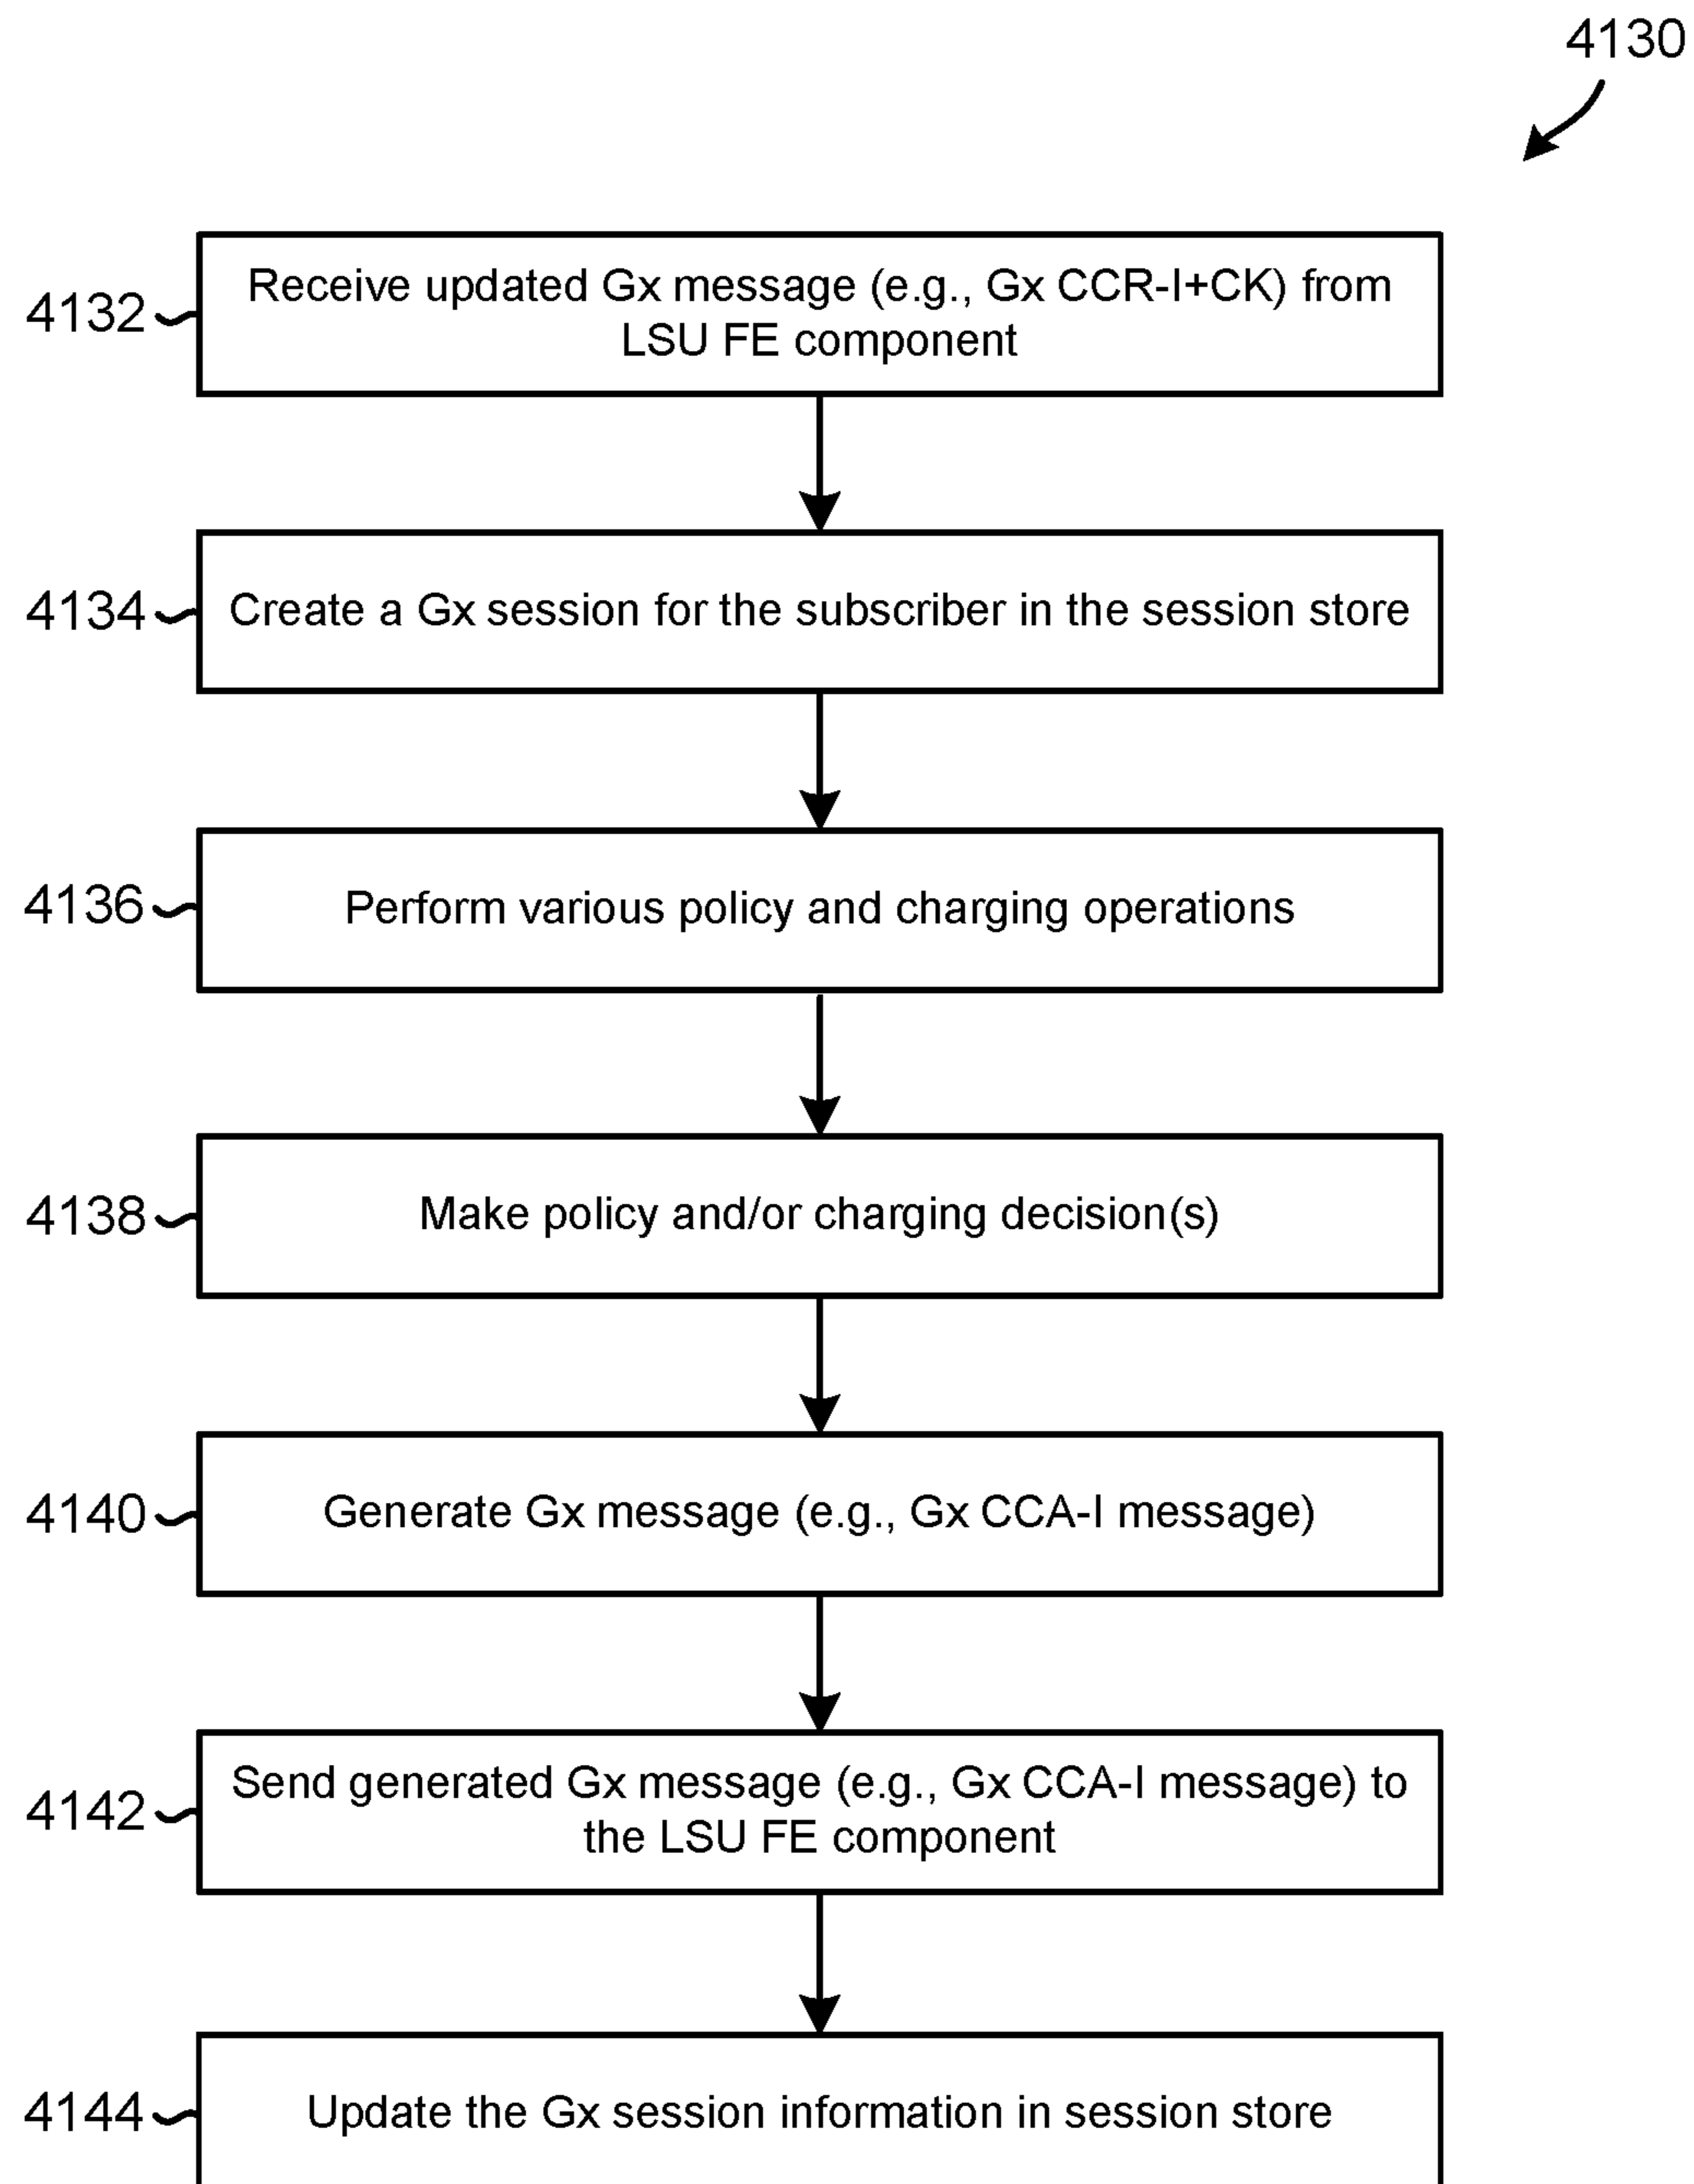 4130
4132
Receive updated Gx message (e.g., Gx CCR-I+CK) from
LSU FE component
4134
Create a Gx session for the subscriber in the session store
4136
Perform various policy and charging operations
4138
Make policy and/or charging decision(s)
4140
Generate Gx message (e.g., Gx CCA-I message)
4142
Send generated Gx message (e.g., Gx CCA-I message) to
the LSU FE component
4144
Update the Gx session information in session store